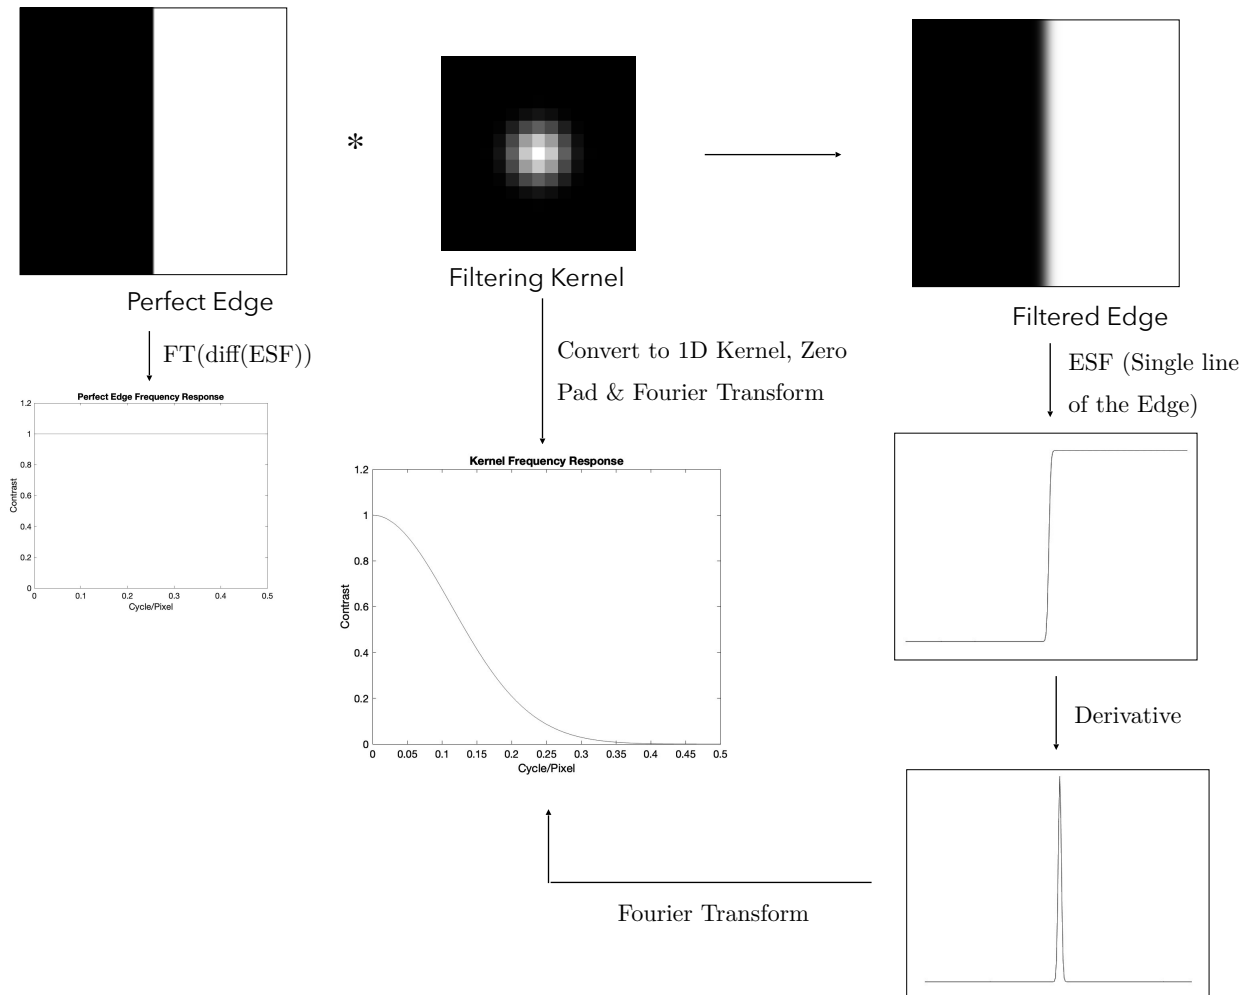 *
Perfect Edge
Filtering Kernel
Filtered Edge
FT(diff(ESF))
Convert to 1D Kernel, Zero
Pad & Fourier Transform
ESF (Single line
of the Edge)
Perfect Edge Frequency Response
1.2
1
0.8
0.6
0.4
0.2
0
Contrast
0 0.1 0.2 0.3 0.4 0.5
Cycle/Pixel
Kernel Frequency Response
1.2
1
0.8
0.6
0.4
0.2
0
Contrast
0 0.05 0.1 0.15 0.2 0.25 0.3 0.35 0.4 0.45 0.5
Cycle/Pixel
Derivative
Fourier Transform